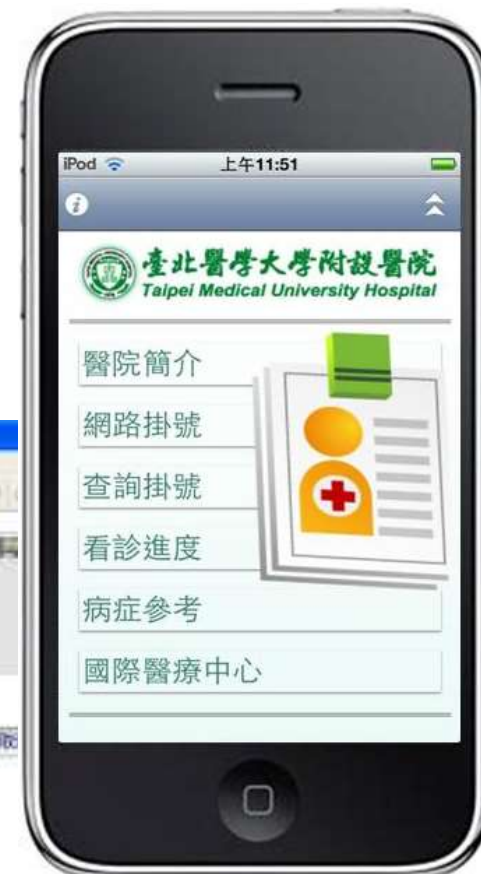 iPod 上午11:51
臺北醫學大學附設醫院
Taipei Medical University Hospital
醫院簡介
網路掛號
查詢掛號
看診進度
病症參考
國際醫療中心